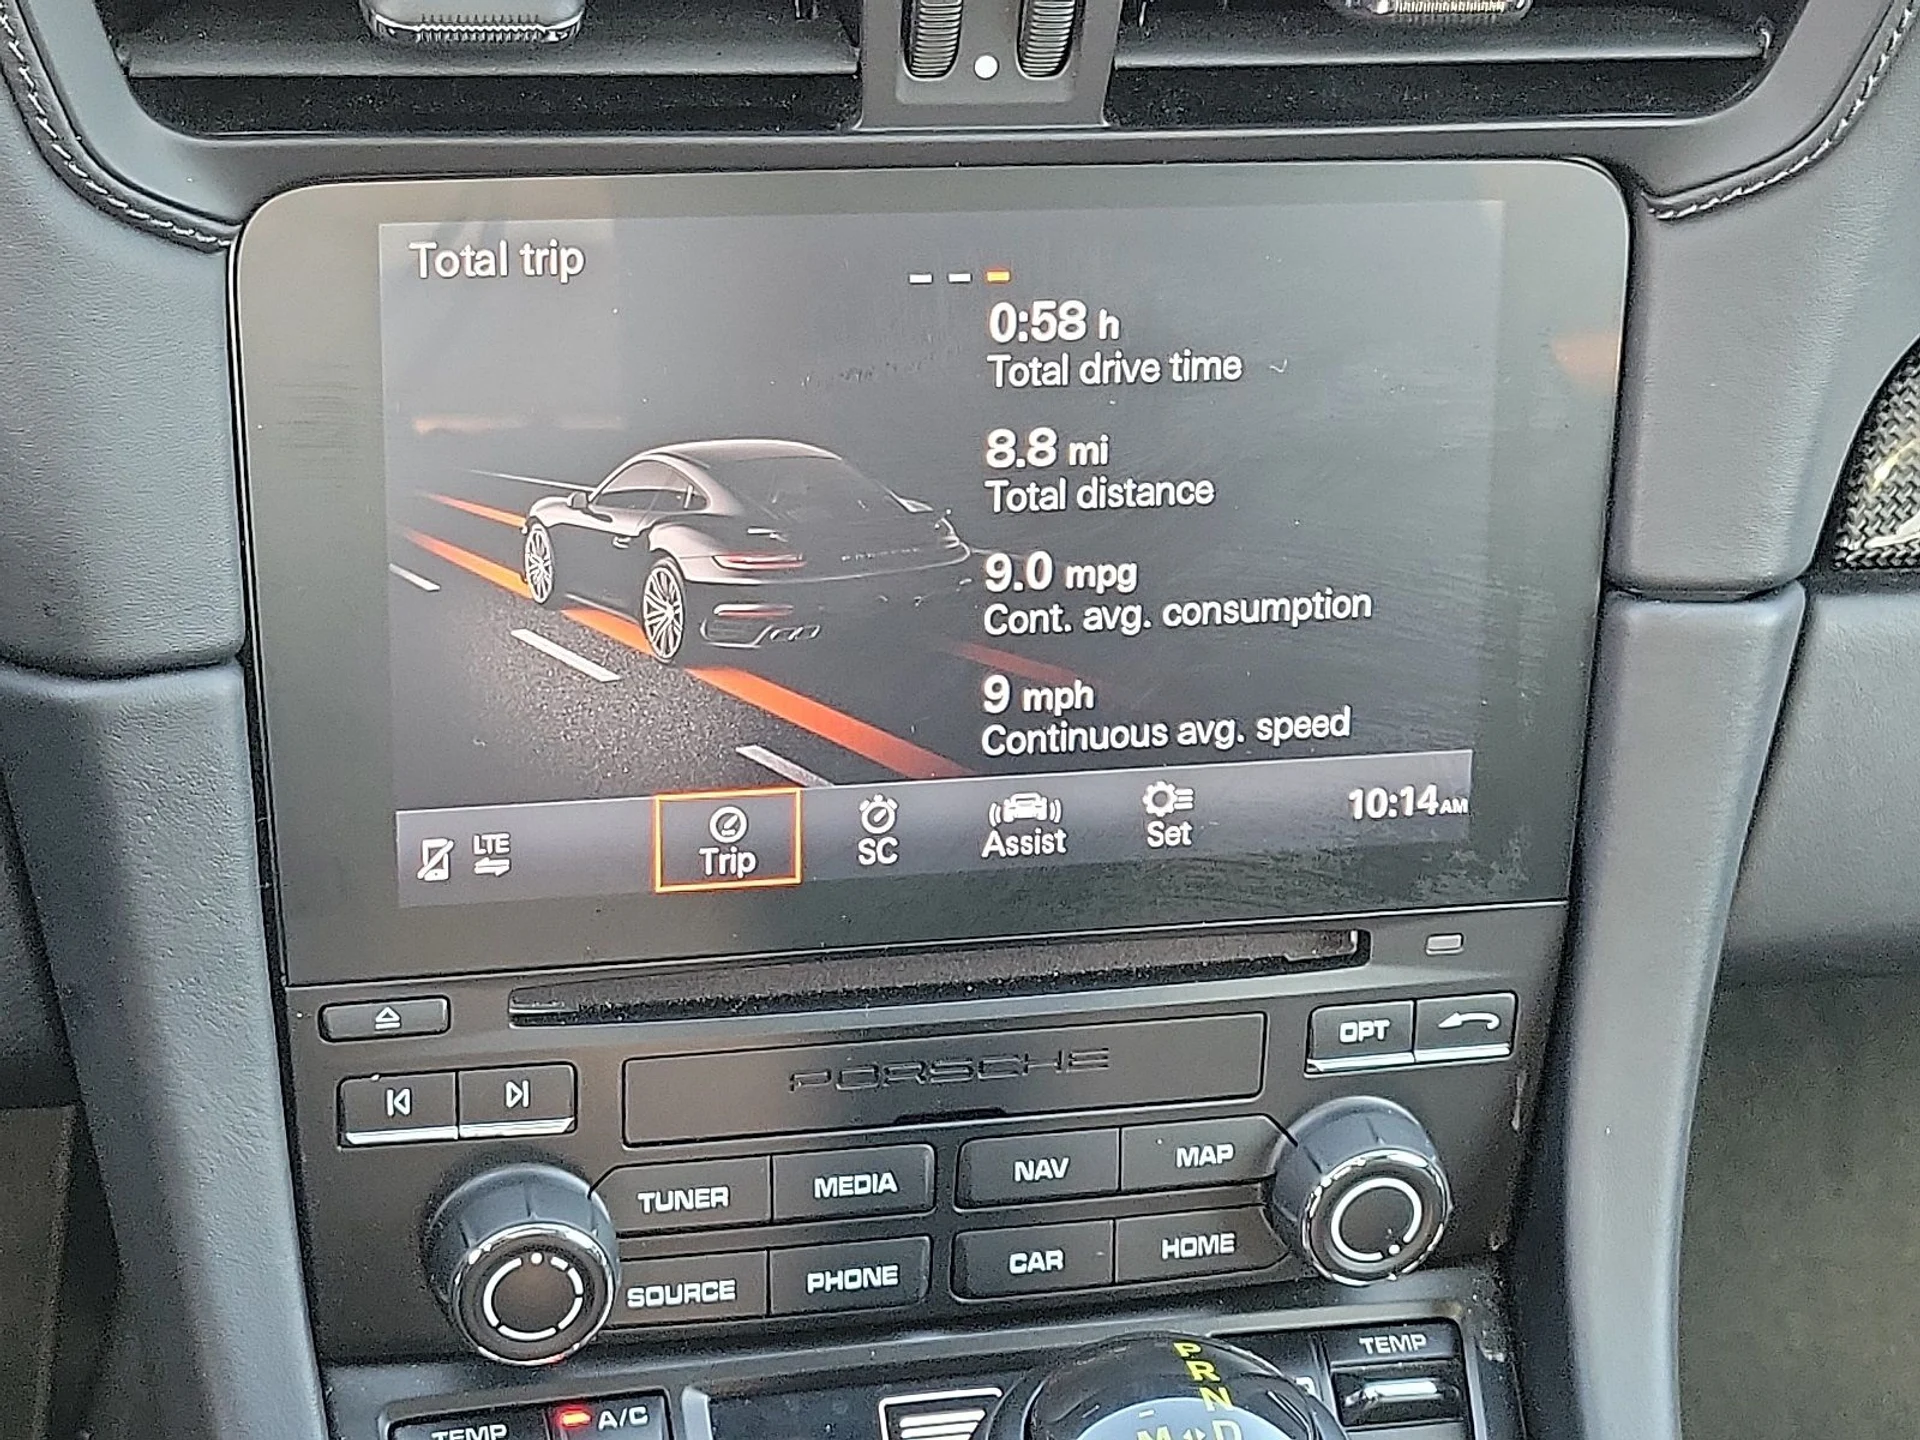 Total trip
0:58 h
Total drive time
8.8 mi
Total distance
9.0 mpg
Cont. avg. consumption
9 mph
Continuous avg. speed
LTE
Trip
SC
Assist
Set
10:14AM
OPT
PORSCHE
TUNER
MEDIA
NAV
MAP
SOURCE
PHONE
CAR
HOME
TEMP
A/C
TEMP
P
R
N
D
M